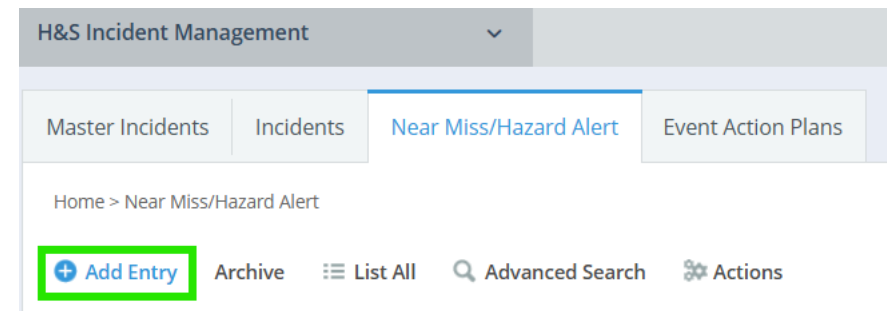 H&S Incident Management
Master Incidents Incidents Near Miss/Hazard Alert Event Action Plans
Home > Near Miss/Hazard Alert
Add Entry Archive List All Advanced Search Actions